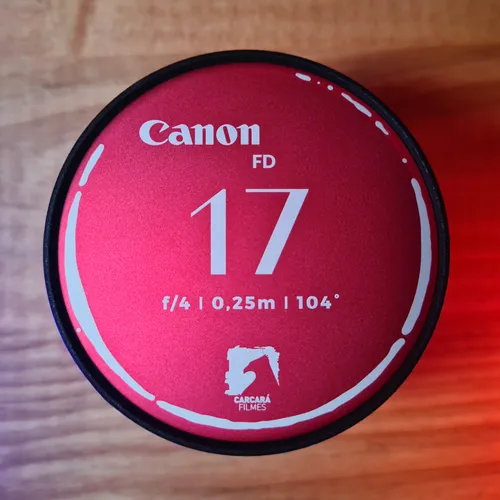 Canon
FD
17
f/4 | 0,25m | 104°
CARCARÁ
FILMES